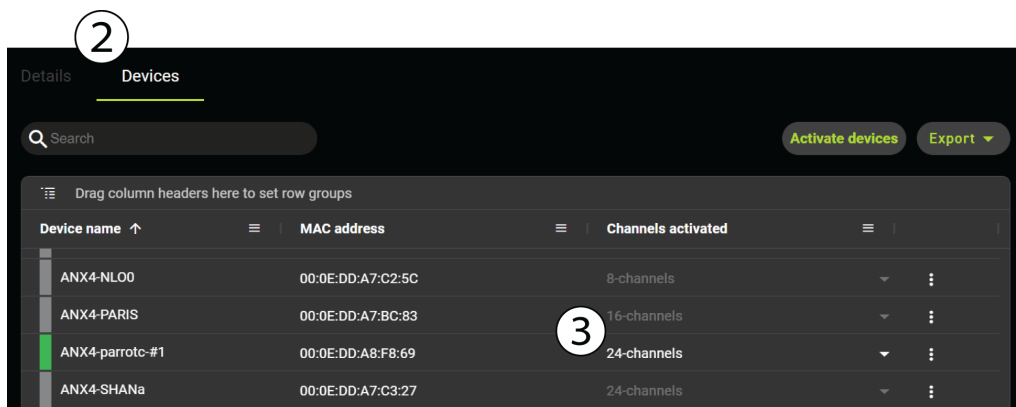 2
Details Devices
Search Activate devices Export
Drag column headers here to set row groups
Device name MAC address Channels activated
ANX4-NLO0 00:0E:DD:A7:C2:5C 8-channels
ANX4-PARIS 00:0E:DD:A7:BC:83 16-channels
3
ANX4-parrotc-#1 00:0E:DD:A8:F8:69 24-channels
ANX4-SHANa 00:0E:DD:A7:C3:27 24-channels